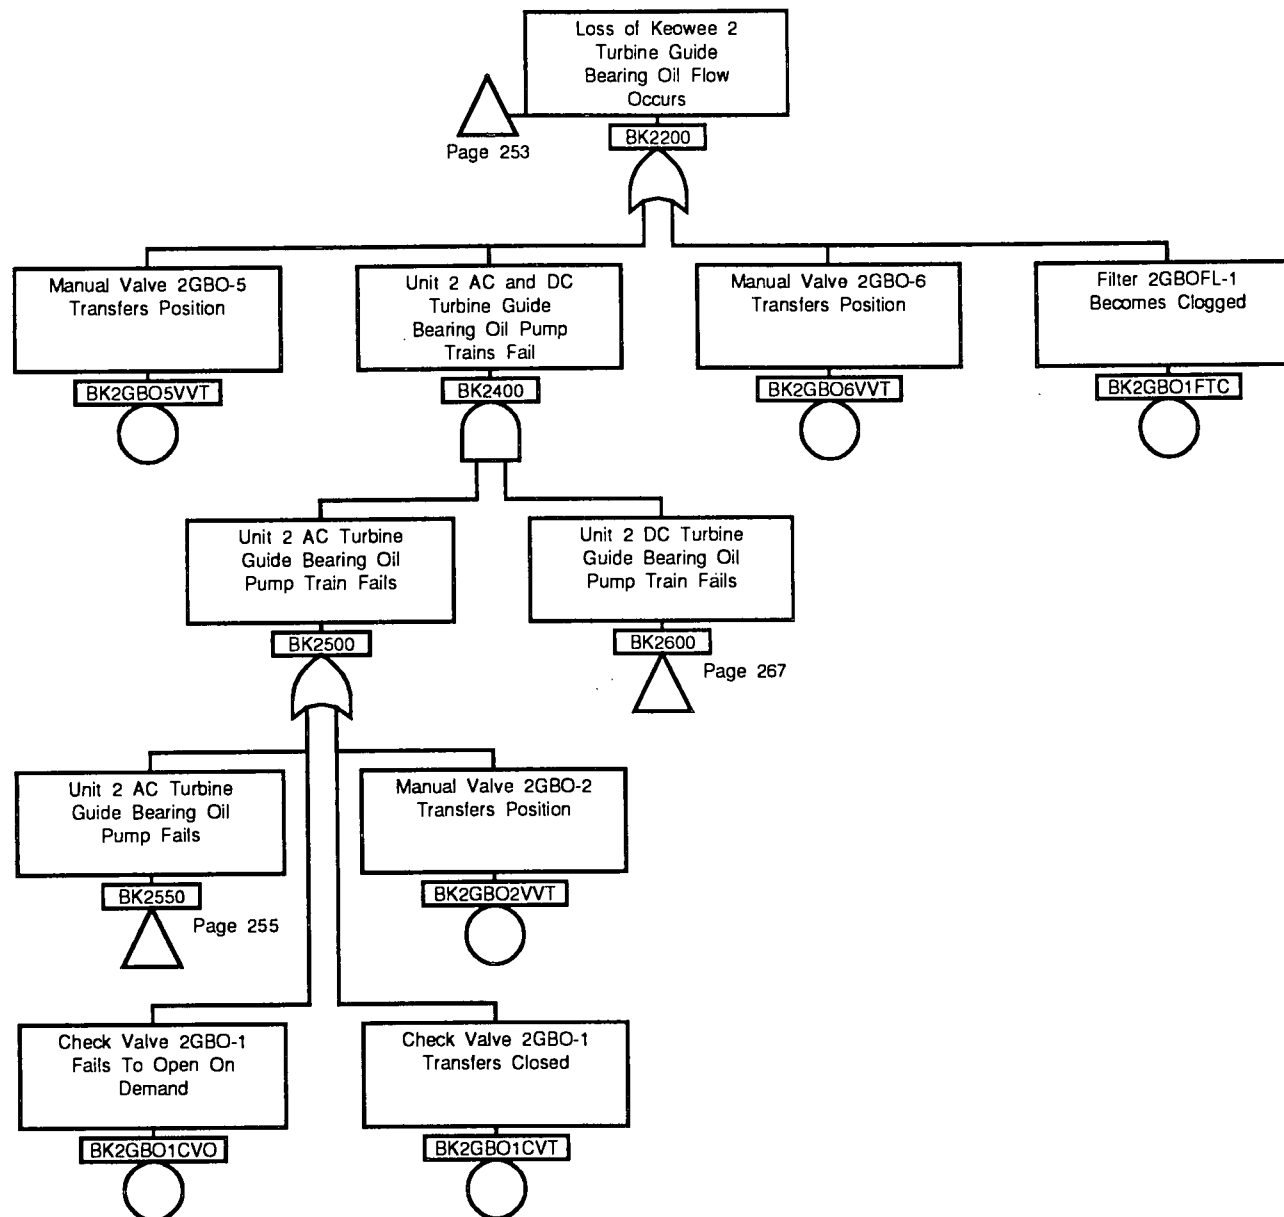 Loss of Keowee 2
Turbine Guide
Bearing Oil Flow
Occurs
BK2200
Page 253
Manual Valve 2GBO-5
Transfers Position
BK2GBO5VVT
Unit 2 AC and DC
Turbine Guide
Bearing Oil Pump
Trains Fail
BK2400
Manual Valve 2GBO-6
Transfers Position
BK2GBO6VVT
Filter 2GBOFL-1
Becomes Clogged
BK2GBO1FTC
Unit 2 AC Turbine
Guide Bearing Oil
Pump Train Fails
BK2500
Unit 2 DC Turbine
Guide Bearing Oil
Pump Train Fails
BK2600
Page 267
Unit 2 AC Turbine
Guide Bearing Oil
Pump Fails
BK2550
Page 255
Manual Valve 2GBO-2
Transfers Position
BK2GBO2VVT
Check Valve 2GBO-1
Fails To Open On
Demand
BK2GBO1CVO
Check Valve 2GBO-1
Transfers Closed
BK2GBO1CVT